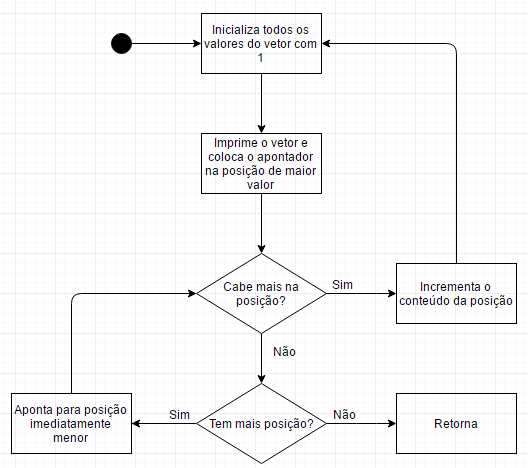 Inicializa todos os
valores do vetor com
1
Imprime o vetor e
coloca o apontador
na posição de maior
valor
Cabe mais na
posição?
Sim
Incrementa o
conteúdo da posição
Não
Aponta para posição
imediatamente
menor
Sim
Tem mais posição?
Não
Retorna